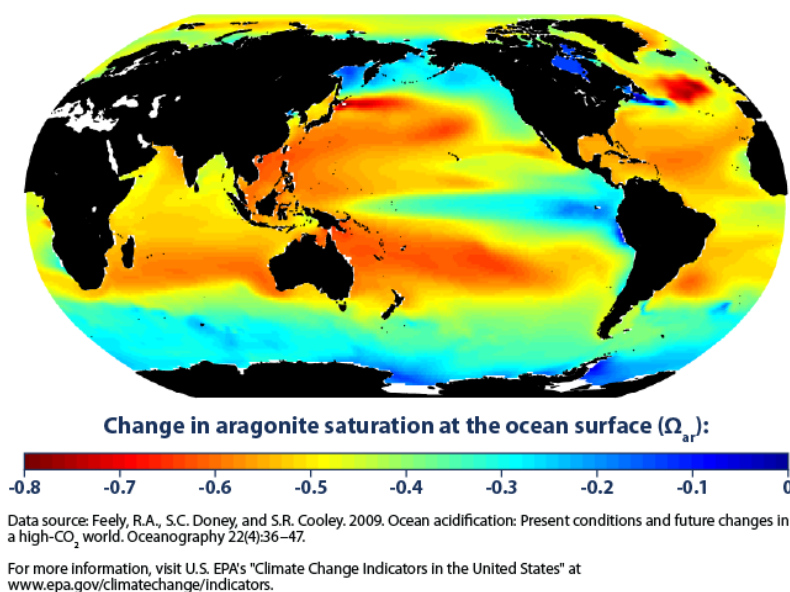 Change in aragonite saturation at the ocean surface (Ωar):
-0.8 -0.7 -0.6 -0.5 -0.4 -0.3 -0.2 -0.1 0
Data source: Feely, R.A., S.C. Doney, and S.R. Cooley. 2009. Ocean acidification: Present conditions and future changes in
a high-CO2 world. Oceanography 22(4):36–47.
For more information, visit U.S. EPA's "Climate Change Indicators in the United States" at
www.epa.gov/climatechange/indicators.